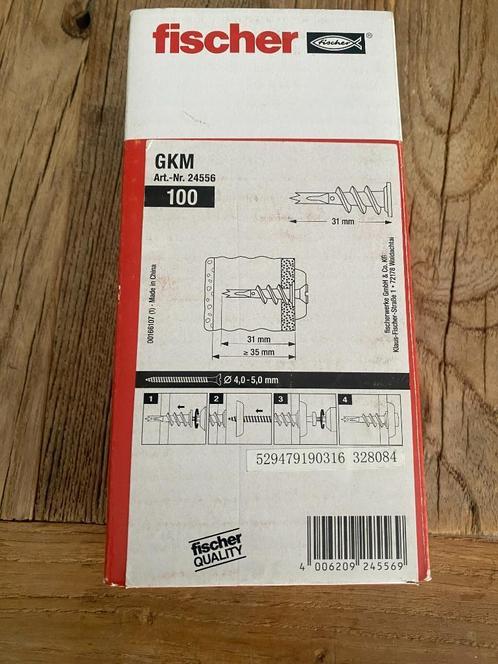 fischer fischer ®
GKM
Art.-Nr. 24556
100
31 mm
31 mm
≥ 35 mm
00166107 (1) · Made in China
fischerwerke GmbH & Co. KG
Klaus-Fischer-Straße 1 · 72178 Waldachtal
Ø 4,0 - 5,0 mm
1 2 3 4
529479190316 328084
fischer
QUALITY
4 006209 245569